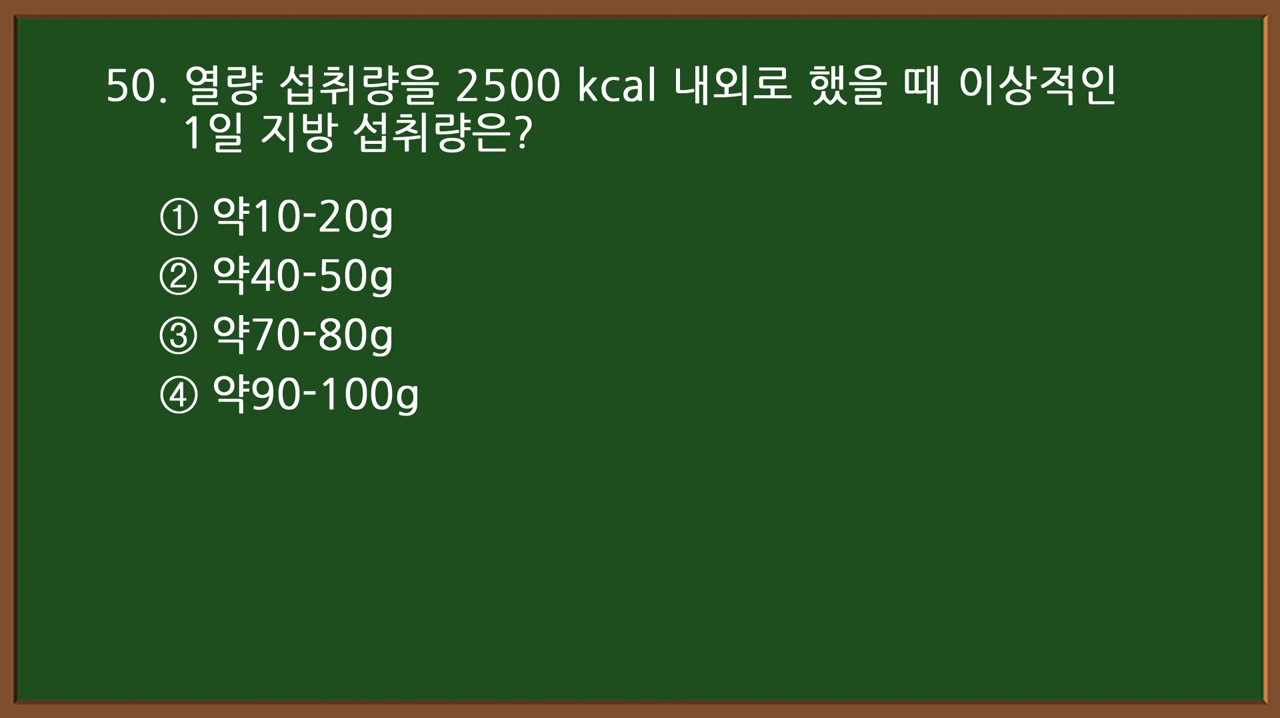 50. 열량 섭취량을 2500 kcal 내외로 했을 때 이상적인
1일 지방 섭취량은?
① 약10-20g
② 약40-50g
③ 약70-80g
④ 약90-100g